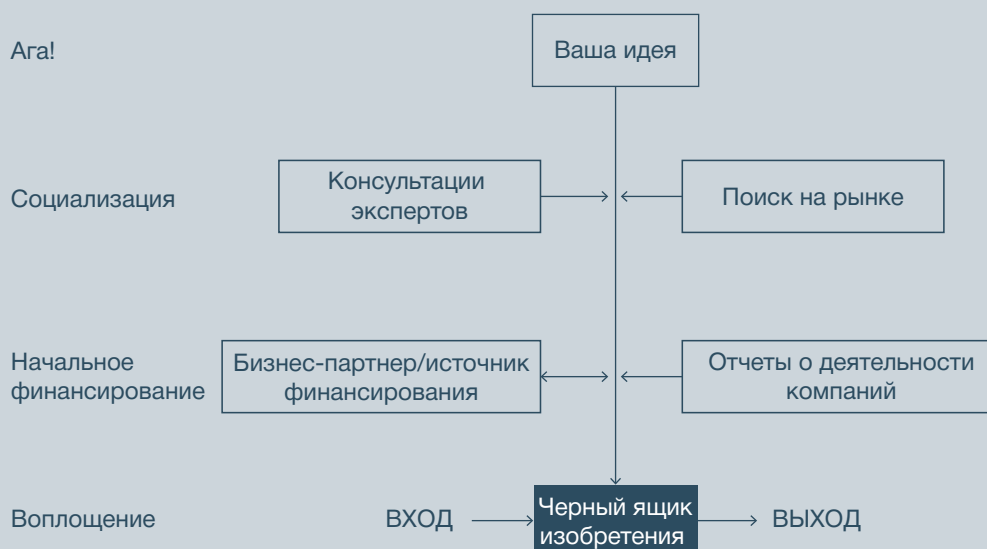 Ага!
Ваша идея
Социализация
Консультации
экспертов
Поиск на рынке
Начальное
финансирование
Бизнес-партнер/источник
финансирования
Отчеты о деятельности
компаний
Воплощение
ВХОД
Черный ящик
изобретения
ВЫХОД